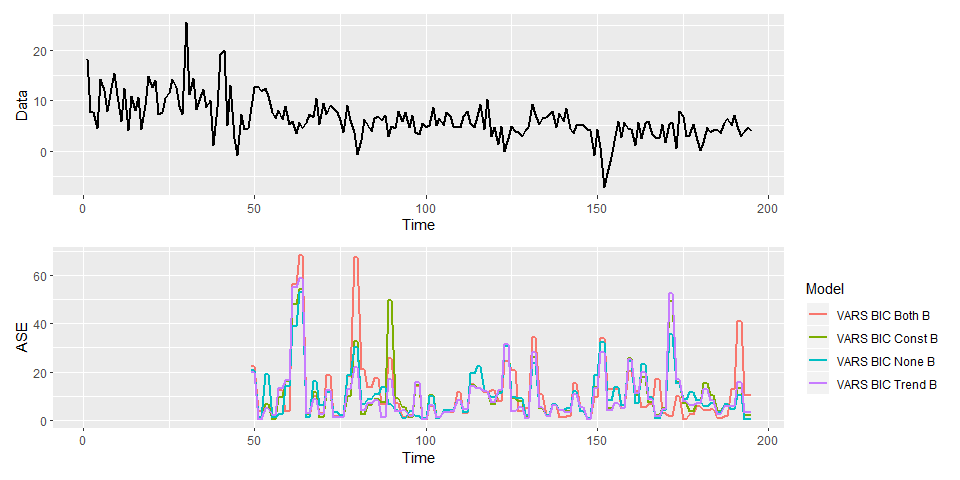 20
10
0
Data
0
50
100
150
200
Time
60
40
20
0
ASE
0
50
100
150
200
Time
Model
VARS BIC Both B
VARS BIC Const B
VARS BIC None B
VARS BIC Trend B